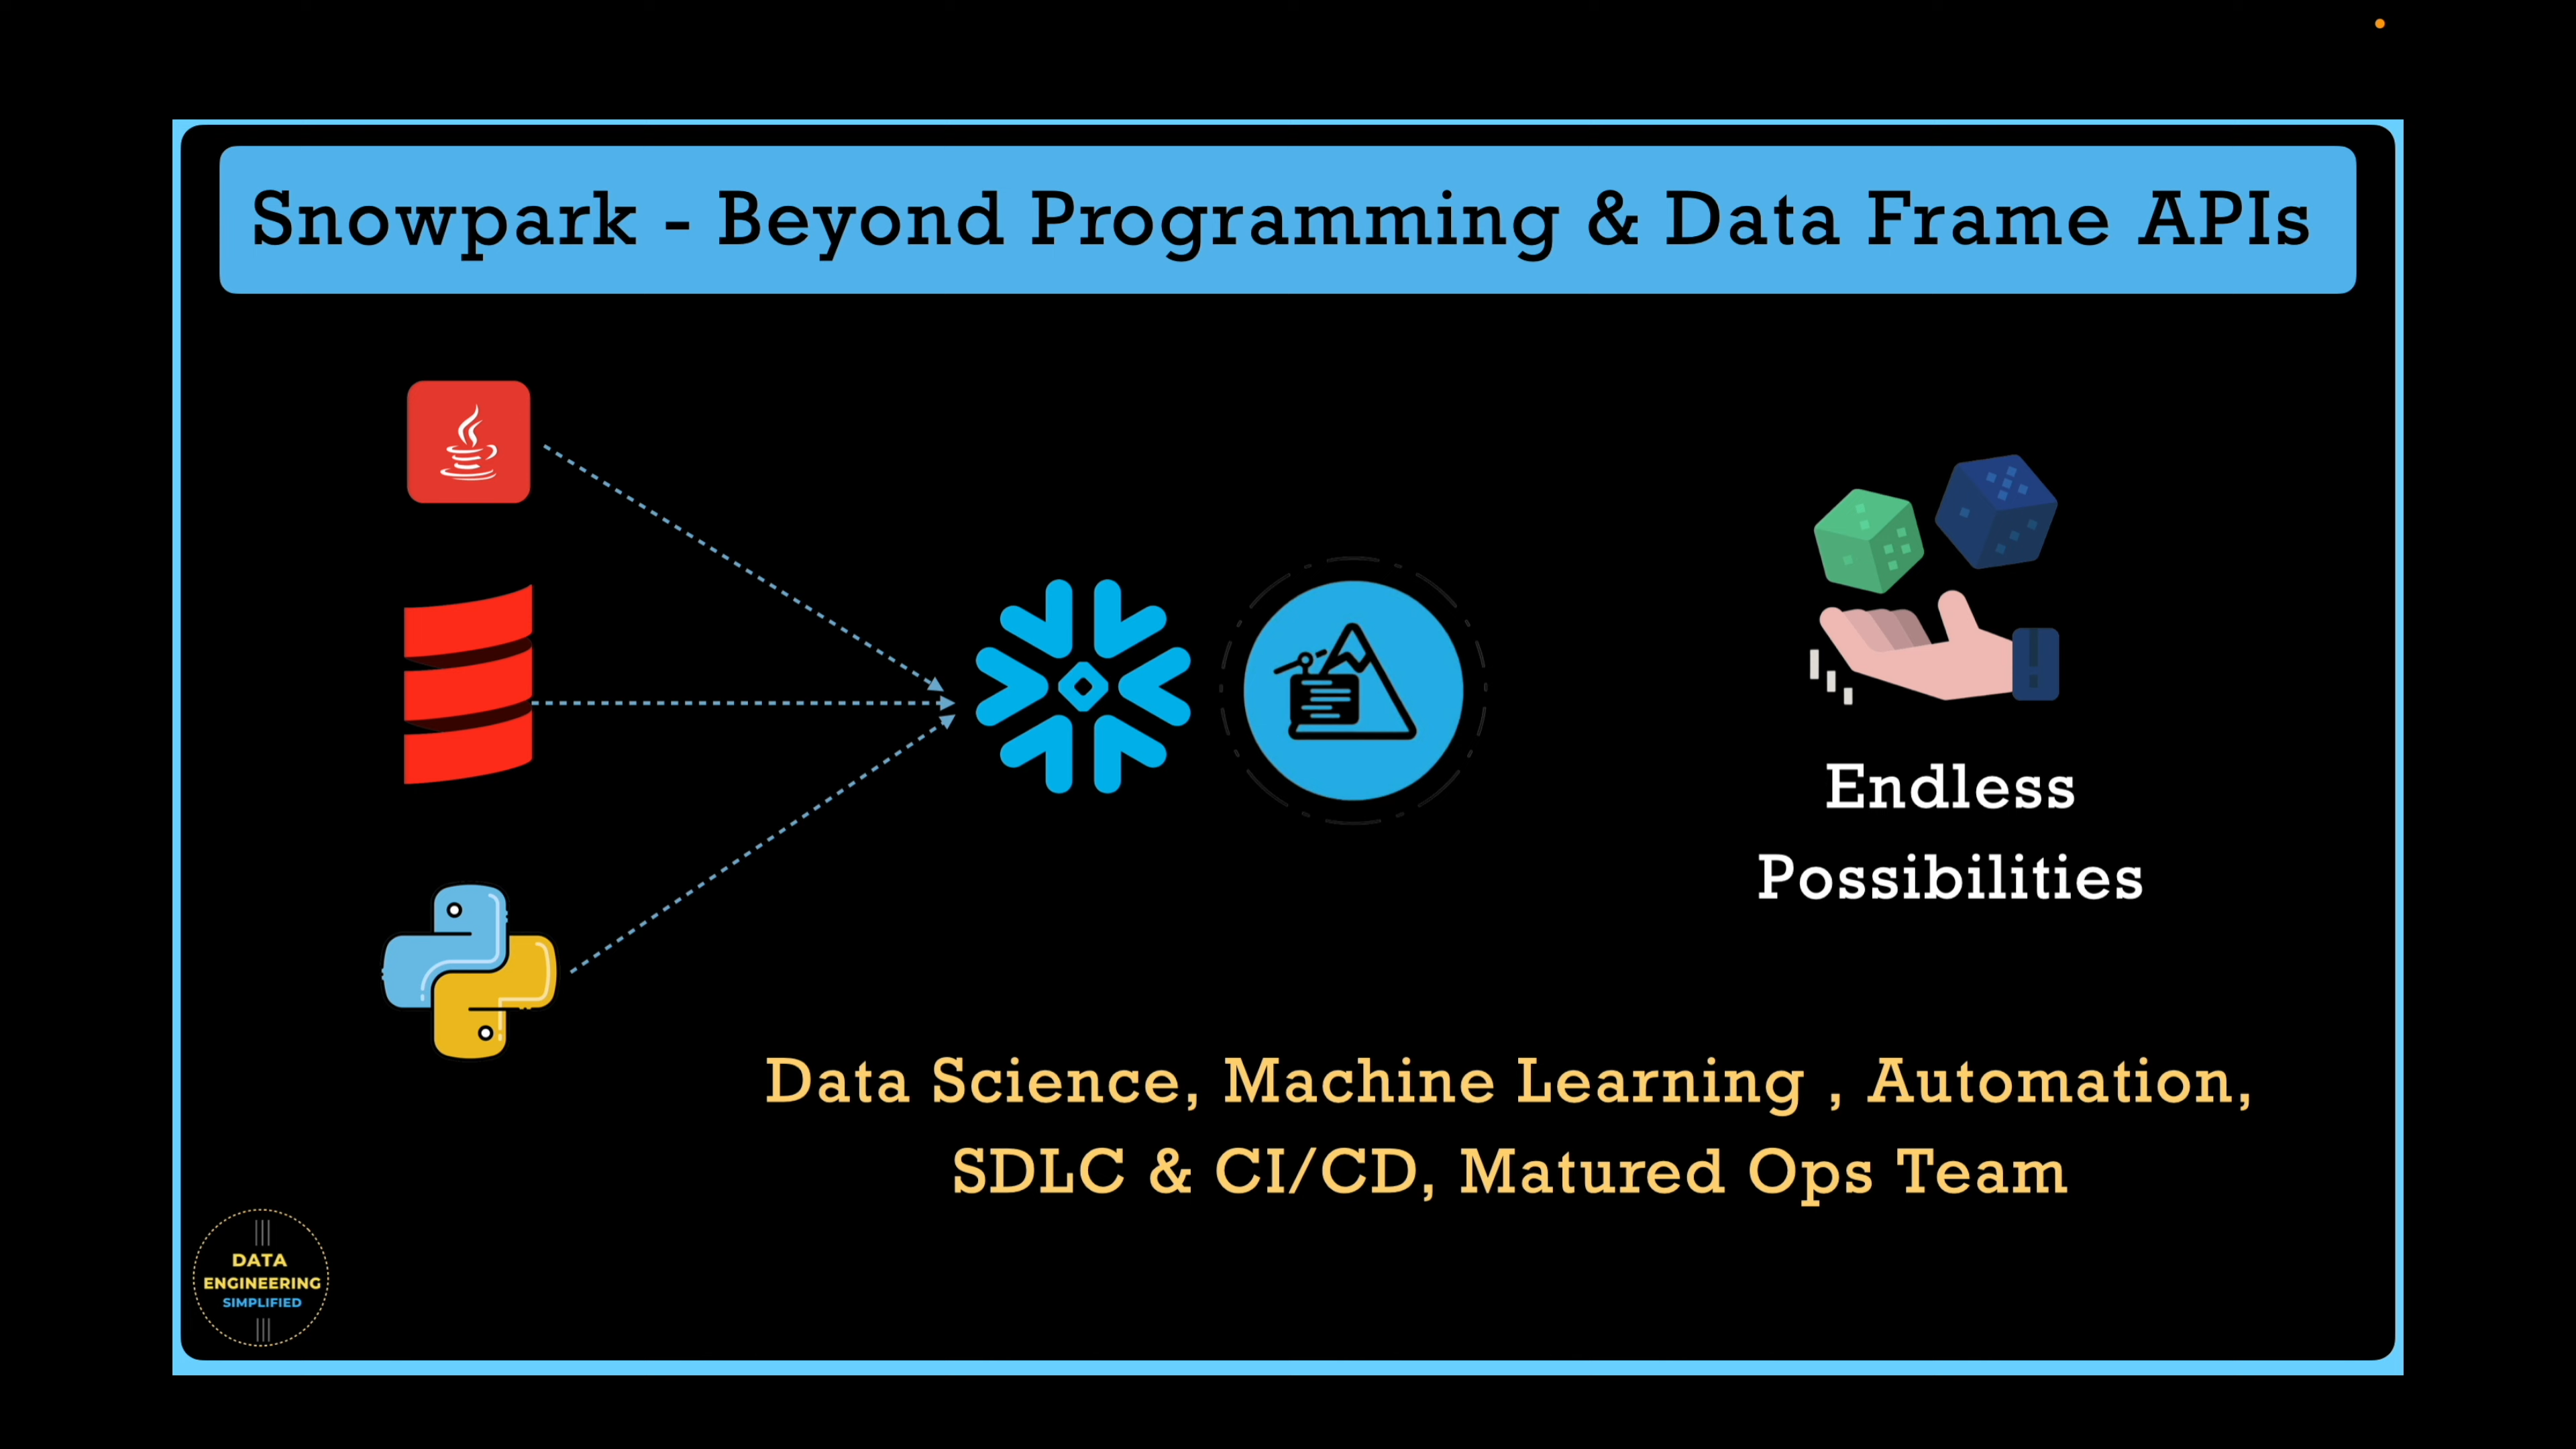 Snowpark - Beyond Programming & Data Frame APIs
Endless
Possibilities
Data Science, Machine Learning , Automation,
SDLC & CI/CD, Matured Ops Team
DATA
ENGINEERING
SIMPLIFIED